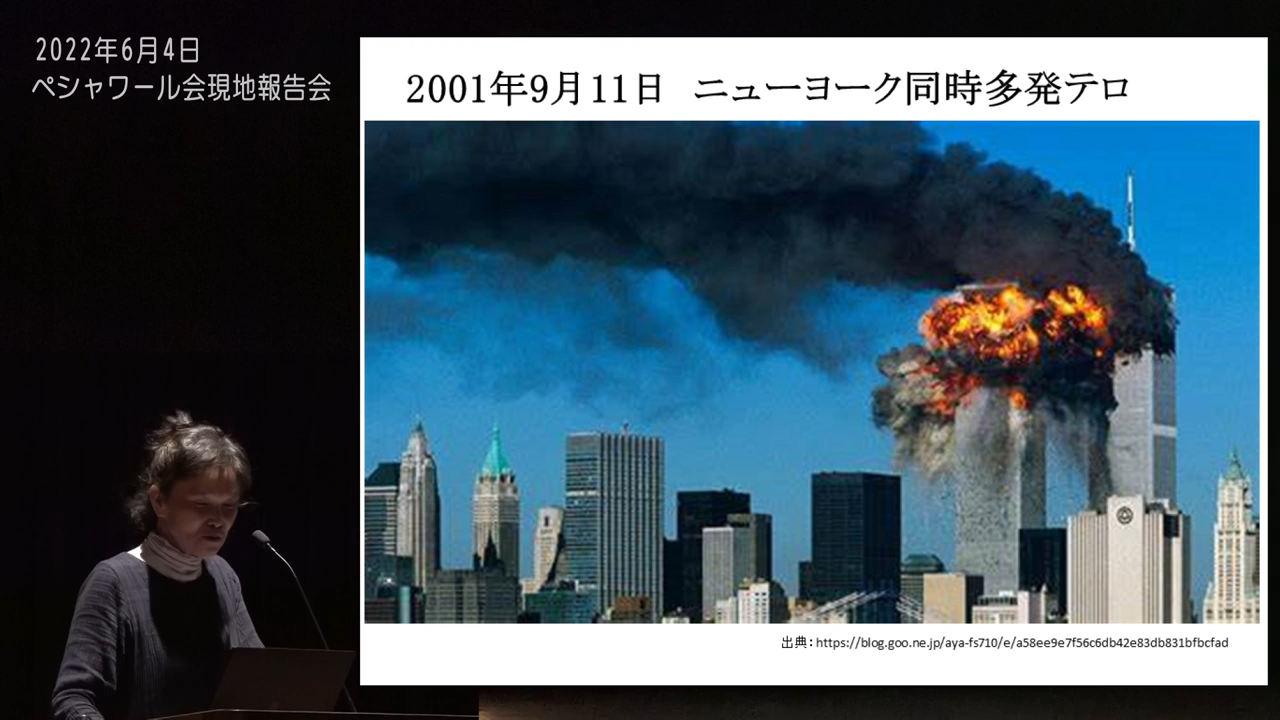 2022年6月4日
ペシャワール会現地報告会
2001年9月11日 ニューヨーク同時多発テロ
出典：https://blog.goo.ne.jp/aya-fs710/e/a58ee9e7f56c6db42e83db831bfbcfad